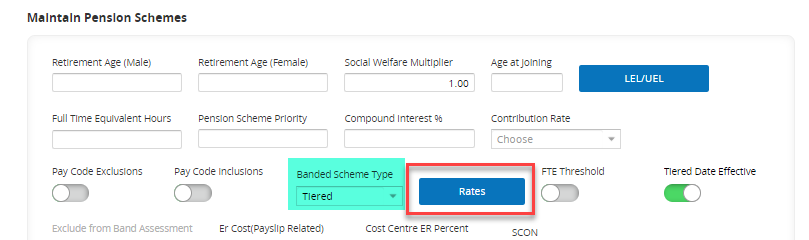 Maintain Pension Schemes
Retirement Age (Male) Retirement Age (Female) Social Welfare Multiplier Age at Joining
1.00 LEL/UEL
Full Time Equivalent Hours Pension Scheme Priority Compound Interest % Contribution Rate
Choose
Pay Code Exclusions Pay Code Inclusions Banded Scheme Type FTE Threshold Tiered Date Effective
Tiered Rates
Exclude from Band Assessment Er Cost(Payslip Related) Cost Centre ER Percent SCON